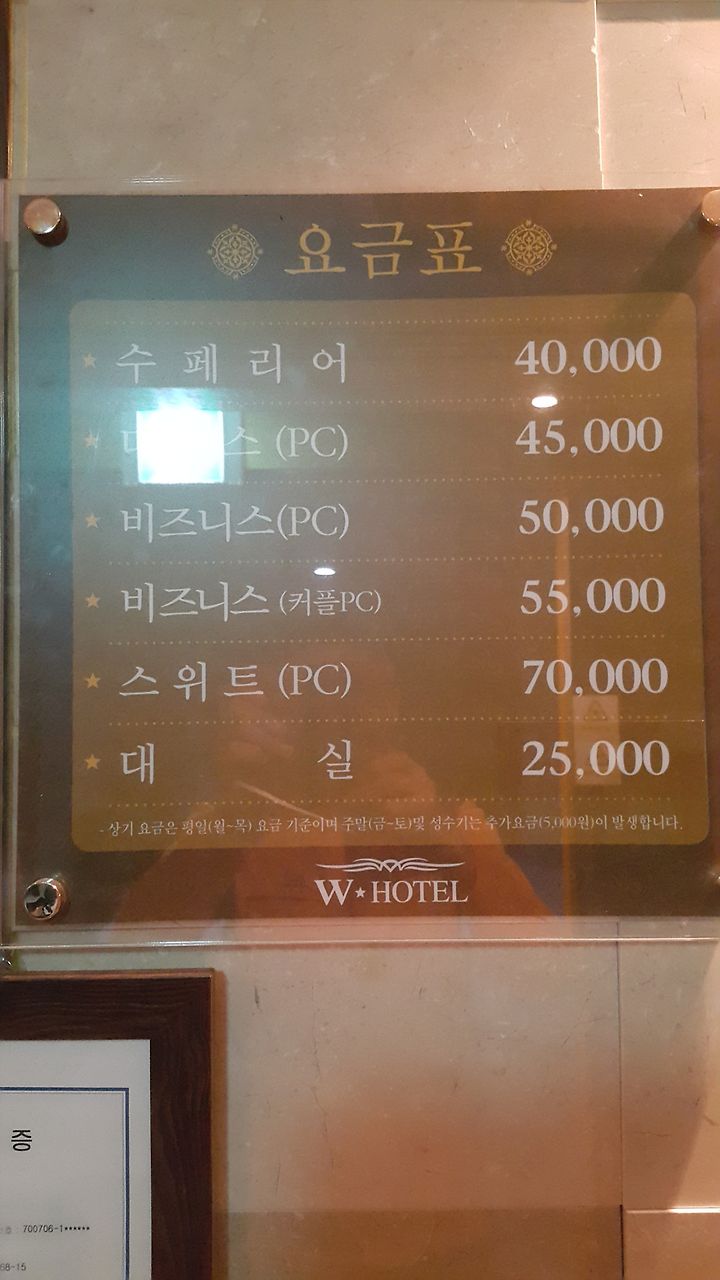 요금표
★ 수페리어 40,000
★ (PC) 45,000
★ 비즈니스(PC) 50,000
★ 비즈니스 (커플PC) 55,000
★ 스위트 (PC) 70,000
★ 대실 25,000
- 상기 요금은 평일(월~목) 요금 기준이며 주말(금~토)및 성수기는 추가요금(5,000원)이 발생합니다.
W★HOTEL
증
: 700706-1******
68-15